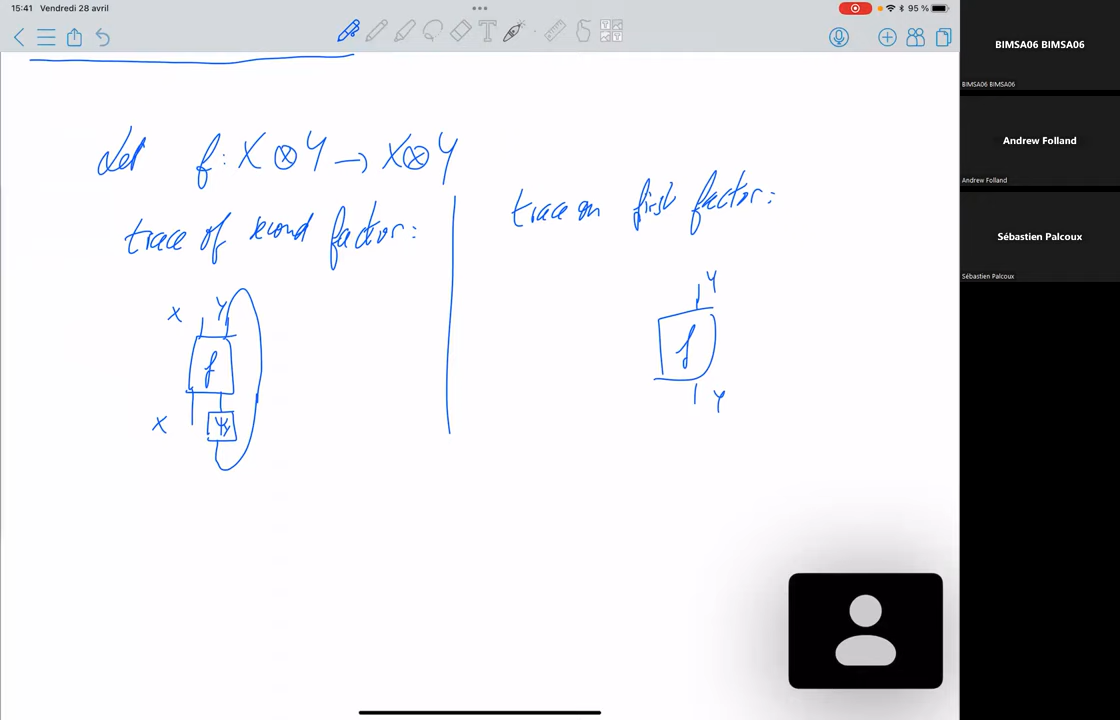 15:41 Vendredi 28 avril
95 %
BIMSA06 BIMSA06
BIMSA06 BIMSA06
Andrew Folland
Andrew Folland
Sébastien Palcoux
Sébastien Palcoux
T
Let f: X ⊗ Y → X ⊗ Y
trace of second factor:
trace on first factor:
X Y
f
X Ψy
Y
f
Y